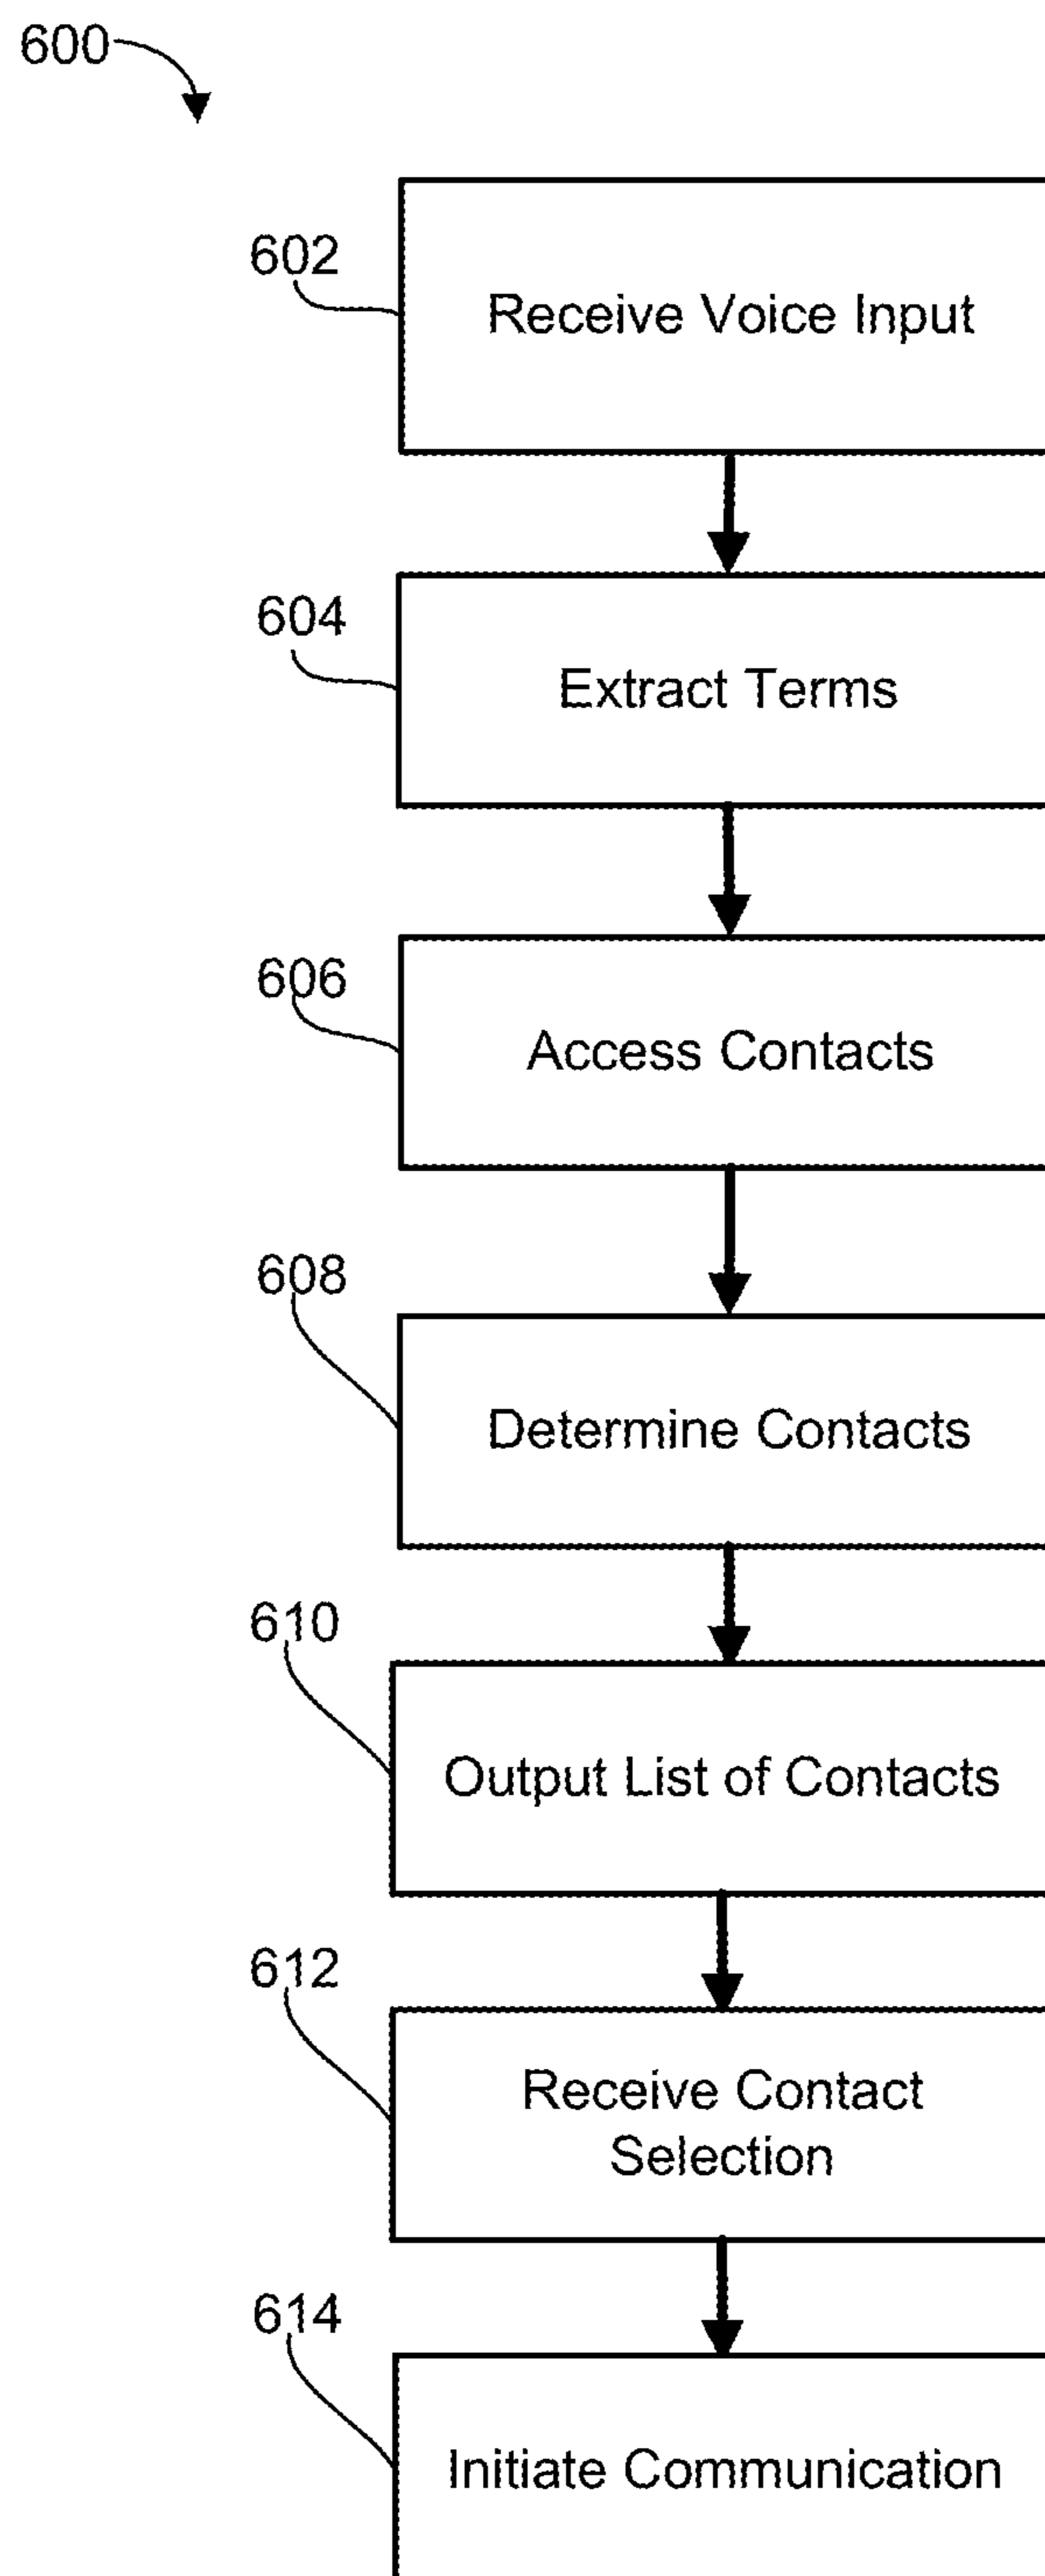 600
602
Receive Voice Input
604
Extract Terms
606
Access Contacts
608
Determine Contacts
610
Output List of Contacts
612
Receive Contact
Selection
614
Initiate Communication